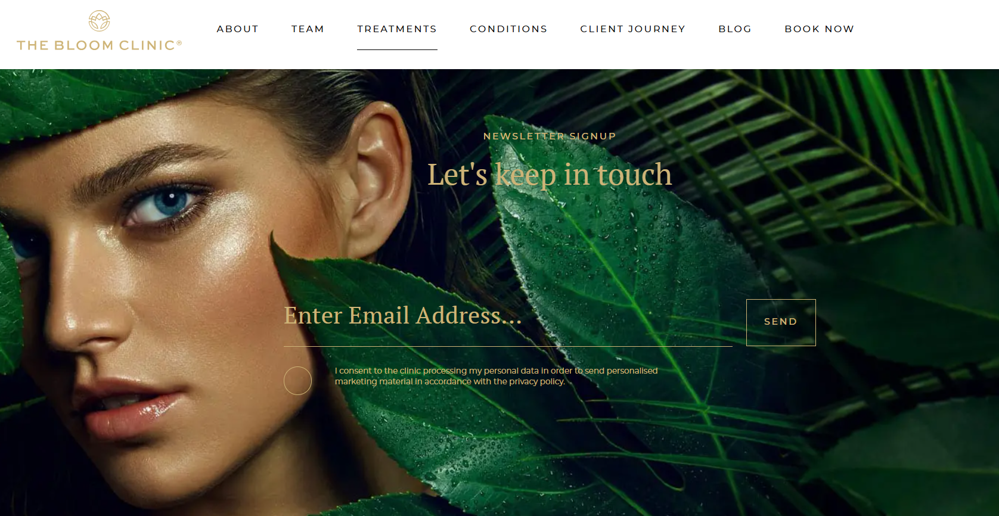 THE BLOOM CLINIC®
ABOUT TEAM TREATMENTS CONDITIONS CLIENT JOURNEY BLOG BOOK NOW
NEWSLETTER SIGNUP
Let's keep in touch
Enter Email Address...
SEND
I consent to the clinic processing my personal data in order to send personalised
marketing material in accordance with the privacy policy.